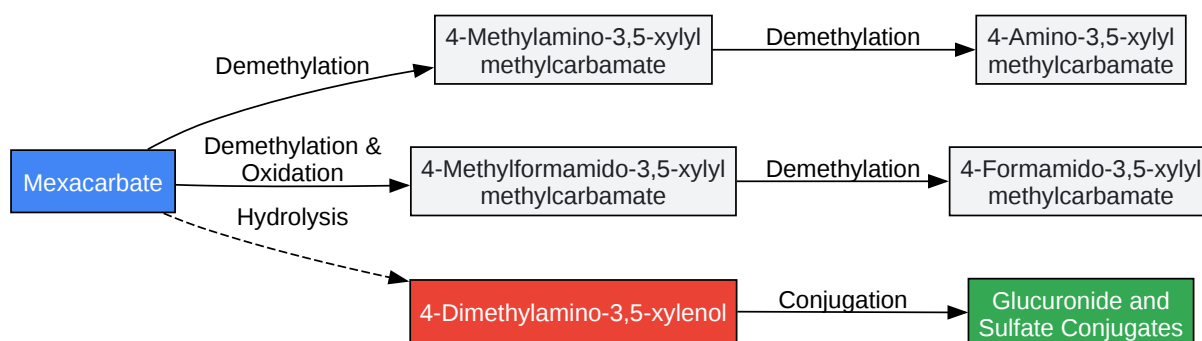 4-Methylamino-3,5-xylyl
methylcarbamate
Demethylation
4-Amino-3,5-xylyl
methylcarbamate
Demethylation
Mexacarbate
Demethylation &
Oxidation
4-Methylformamido-3,5-xylyl
methylcarbamate
Demethylation
4-Formamido-3,5-xylyl
methylcarbamate
Hydrolysis
4-Dimethylamino-3,5-xylenol
Conjugation
Glucuronide and
Sulfate Conjugates